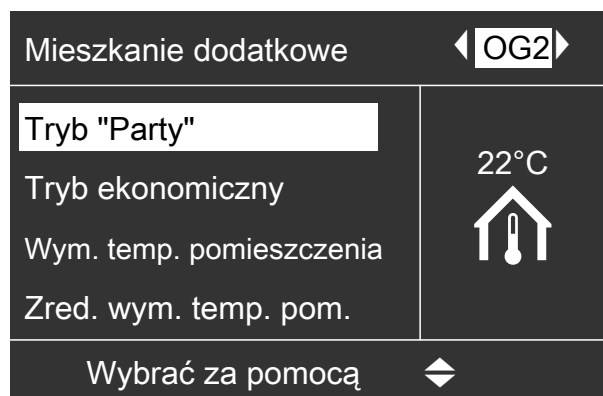 Mieszkanie dodatkowe OG2
Tryb "Party"
Tryb ekonomiczny
Wym. temp. pomieszczenia
Zred. wym. temp. pom.
22°C
Wybrać za pomocą